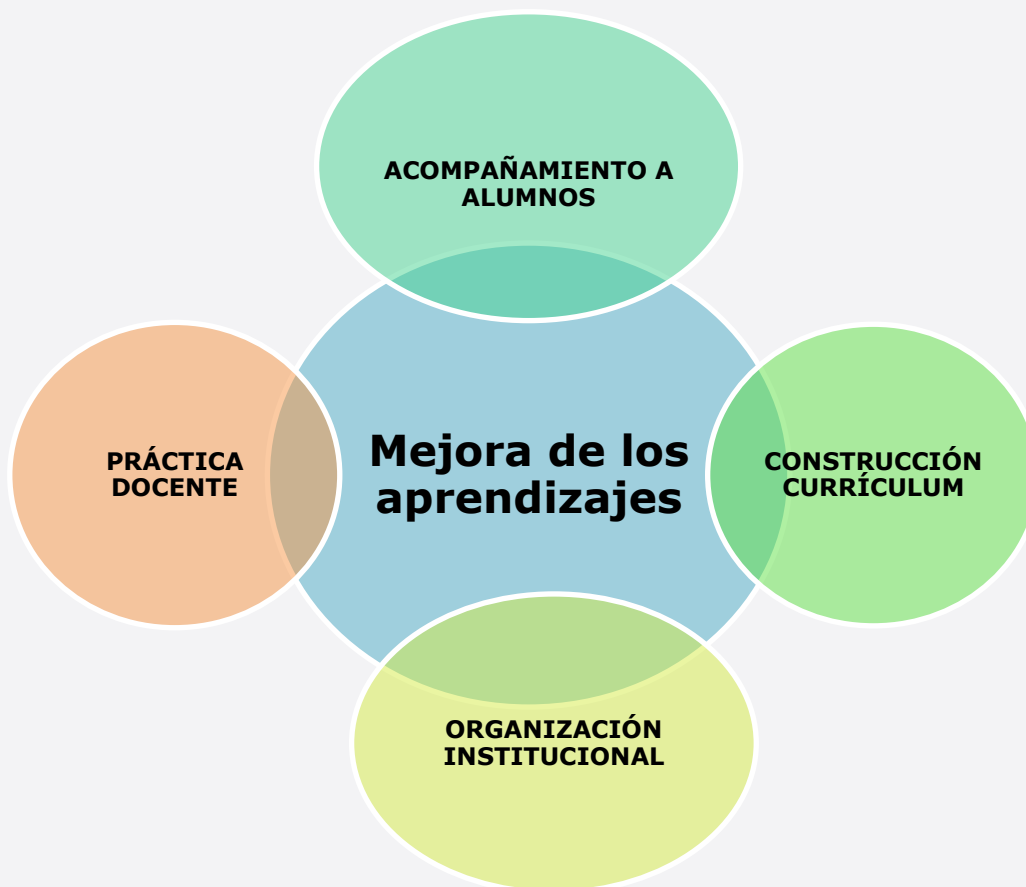 ACOMPAÑAMIENTO A
ALUMNOS
PRÁCTICA
DOCENTE
Mejora de los
aprendizajes
CONSTRUCCIÓN
CURRÍCULUM
ORGANIZACIÓN
INSTITUCIONAL